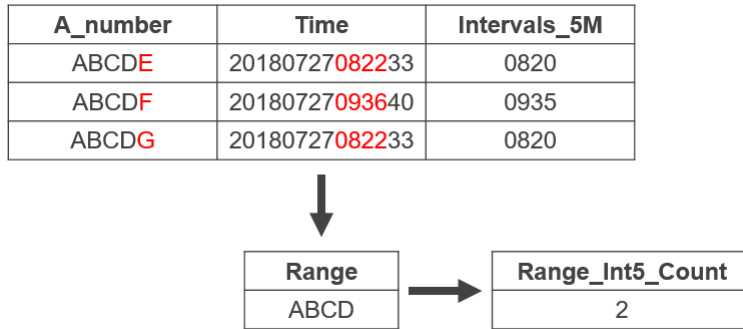 A_number Time Intervals_5M
ABCDE 20180727082233 0820
ABCDF 20180727093640 0935
ABCDG 20180727082233 0820
Range Range_Int5_Count
ABCD 2